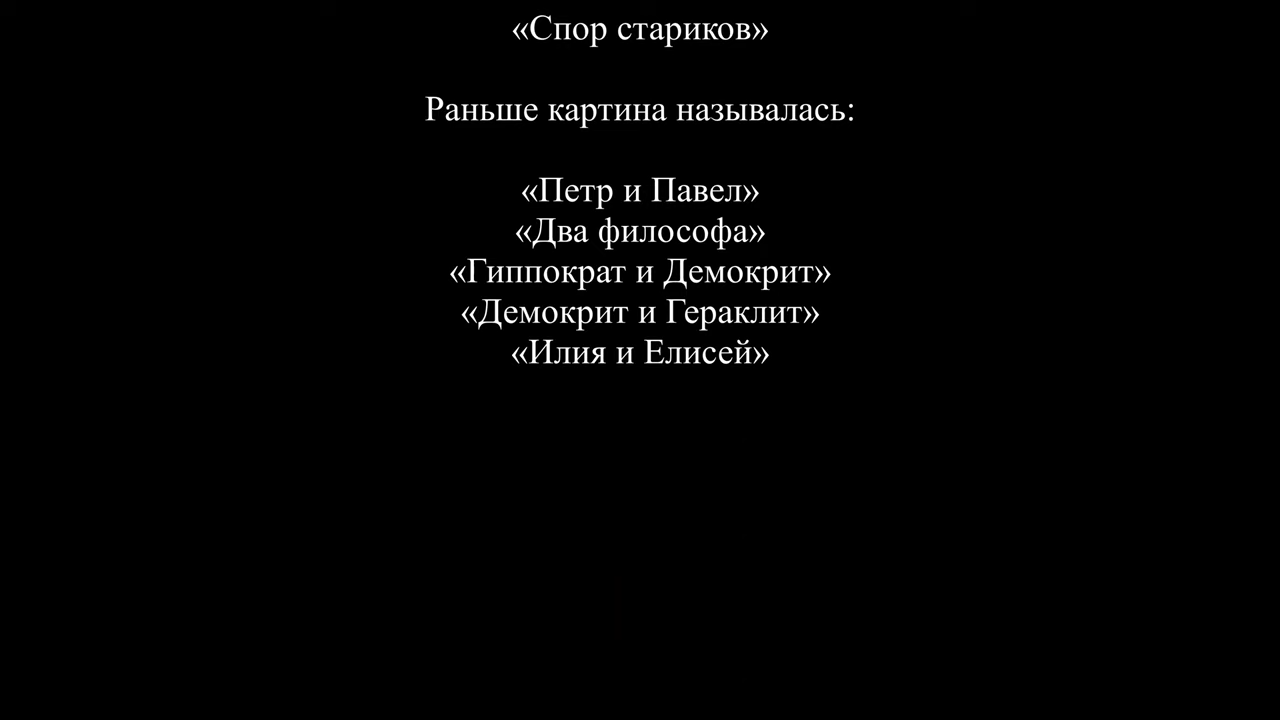 «Спор стариков»
Раньше картина называлась:
«Петр и Павел»
«Два философа»
«Гиппократ и Демокрит»
«Демокрит и Гераклит»
«Илия и Елисей»